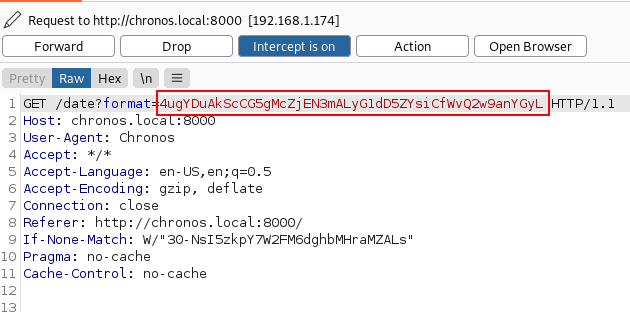 Request to http://chronos.local:8000 [192.168.1.174]
Forward Drop Intercept is on Action Open Browser
Pretty Raw Hex \n
1 GET /date?format=4ugYDuAkScCG5gMcZjEN3mALyG1dD5ZYsiCfWvQ2w9anYGyL HTTP/1.1
2 Host: chronos.local:8000
3 User-Agent: Chronos
4 Accept: */*
5 Accept-Language: en-US,en;q=0.5
6 Accept-Encoding: gzip, deflate
7 Connection: close
8 Referer: http://chronos.local:8000/
9 If-None-Match: W/"30-NsI5zkpY7W2FM6dghbMHraMZALs"
10 Pragma: no-cache
11 Cache-Control: no-cache
12
13